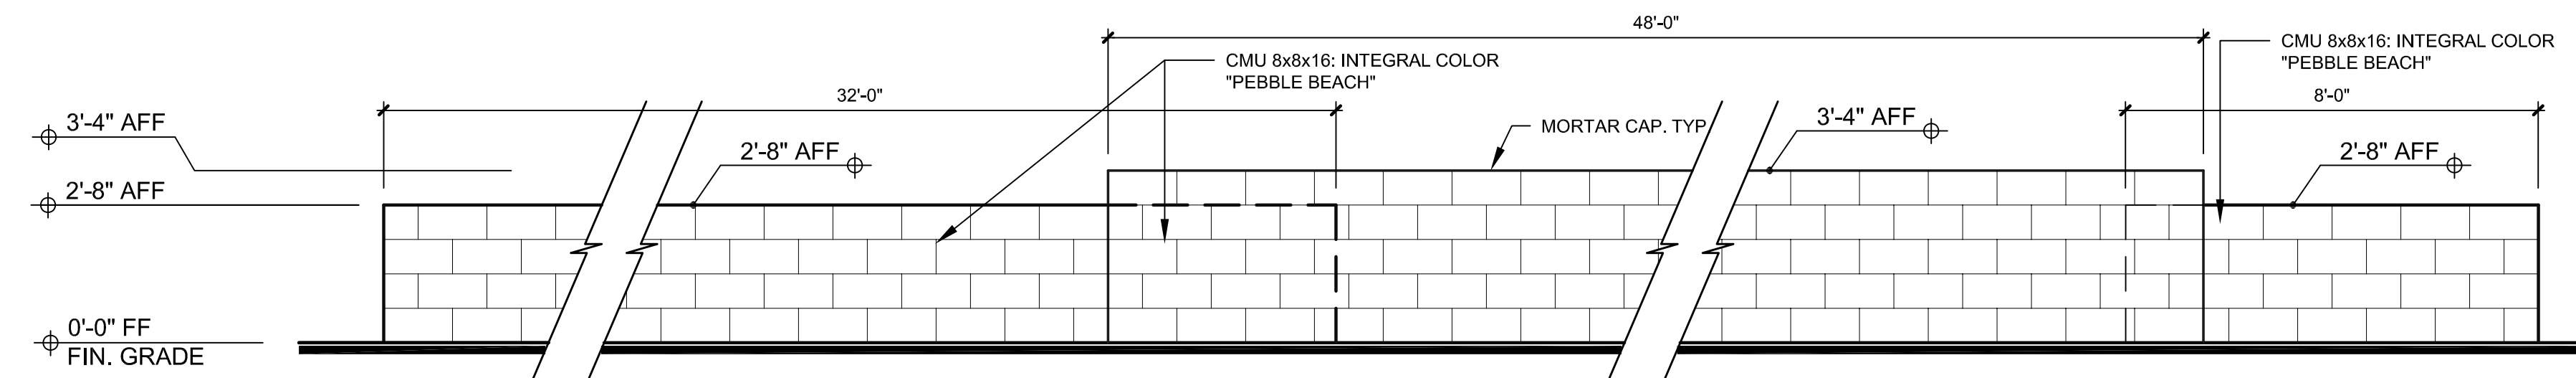 48'-0"
CMU 8x8x16: INTEGRAL COLOR
"PEBBLE BEACH"
CMU 8x8x16: INTEGRAL COLOR
"PEBBLE BEACH"
32'-0"
8'-0"
3'-4" AFF
MORTAR CAP. TYP
3'-4" AFF
2'-8" AFF
2'-8" AFF
2'-8" AFF
0'-0" FF
FIN. GRADE